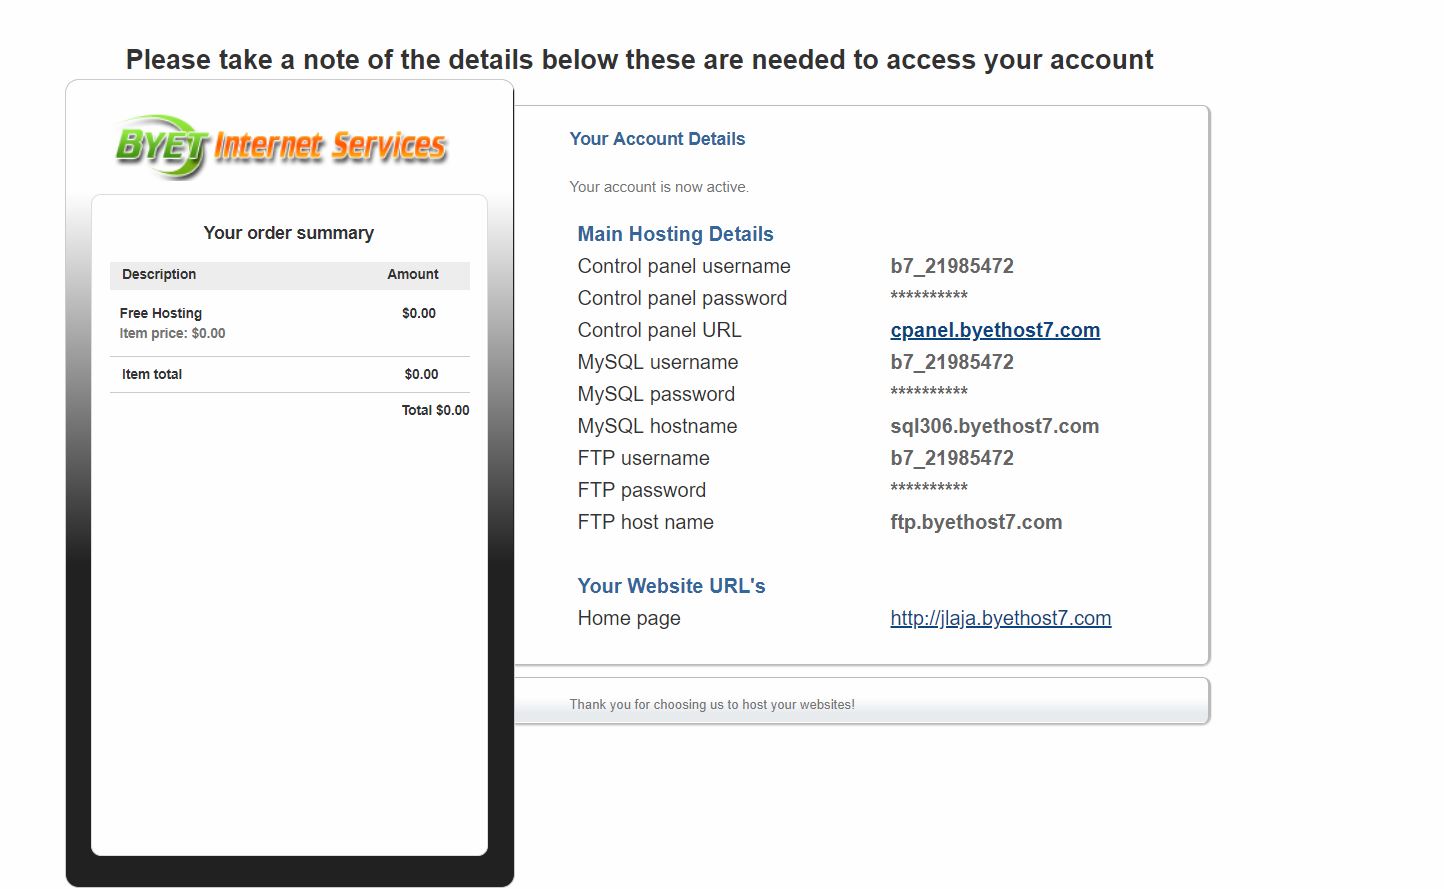 Please take a note of the details below these are needed to access your account
BYET Internet Services
Your order summary
Description Amount
Free Hosting $0.00
Item price: $0.00
Item total $0.00
Total $0.00
Your Account Details
Your account is now active.
Main Hosting Details
Control panel username b7_21985472
Control panel password **********
Control panel URL cpanel.byethost7.com
MySQL username b7_21985472
MySQL password **********
MySQL hostname sql306.byethost7.com
FTP username b7_21985472
FTP password **********
FTP host name ftp.byethost7.com
Your Website URL's
Home page http://jlaja.byethost7.com
Thank you for choosing us to host your websites!